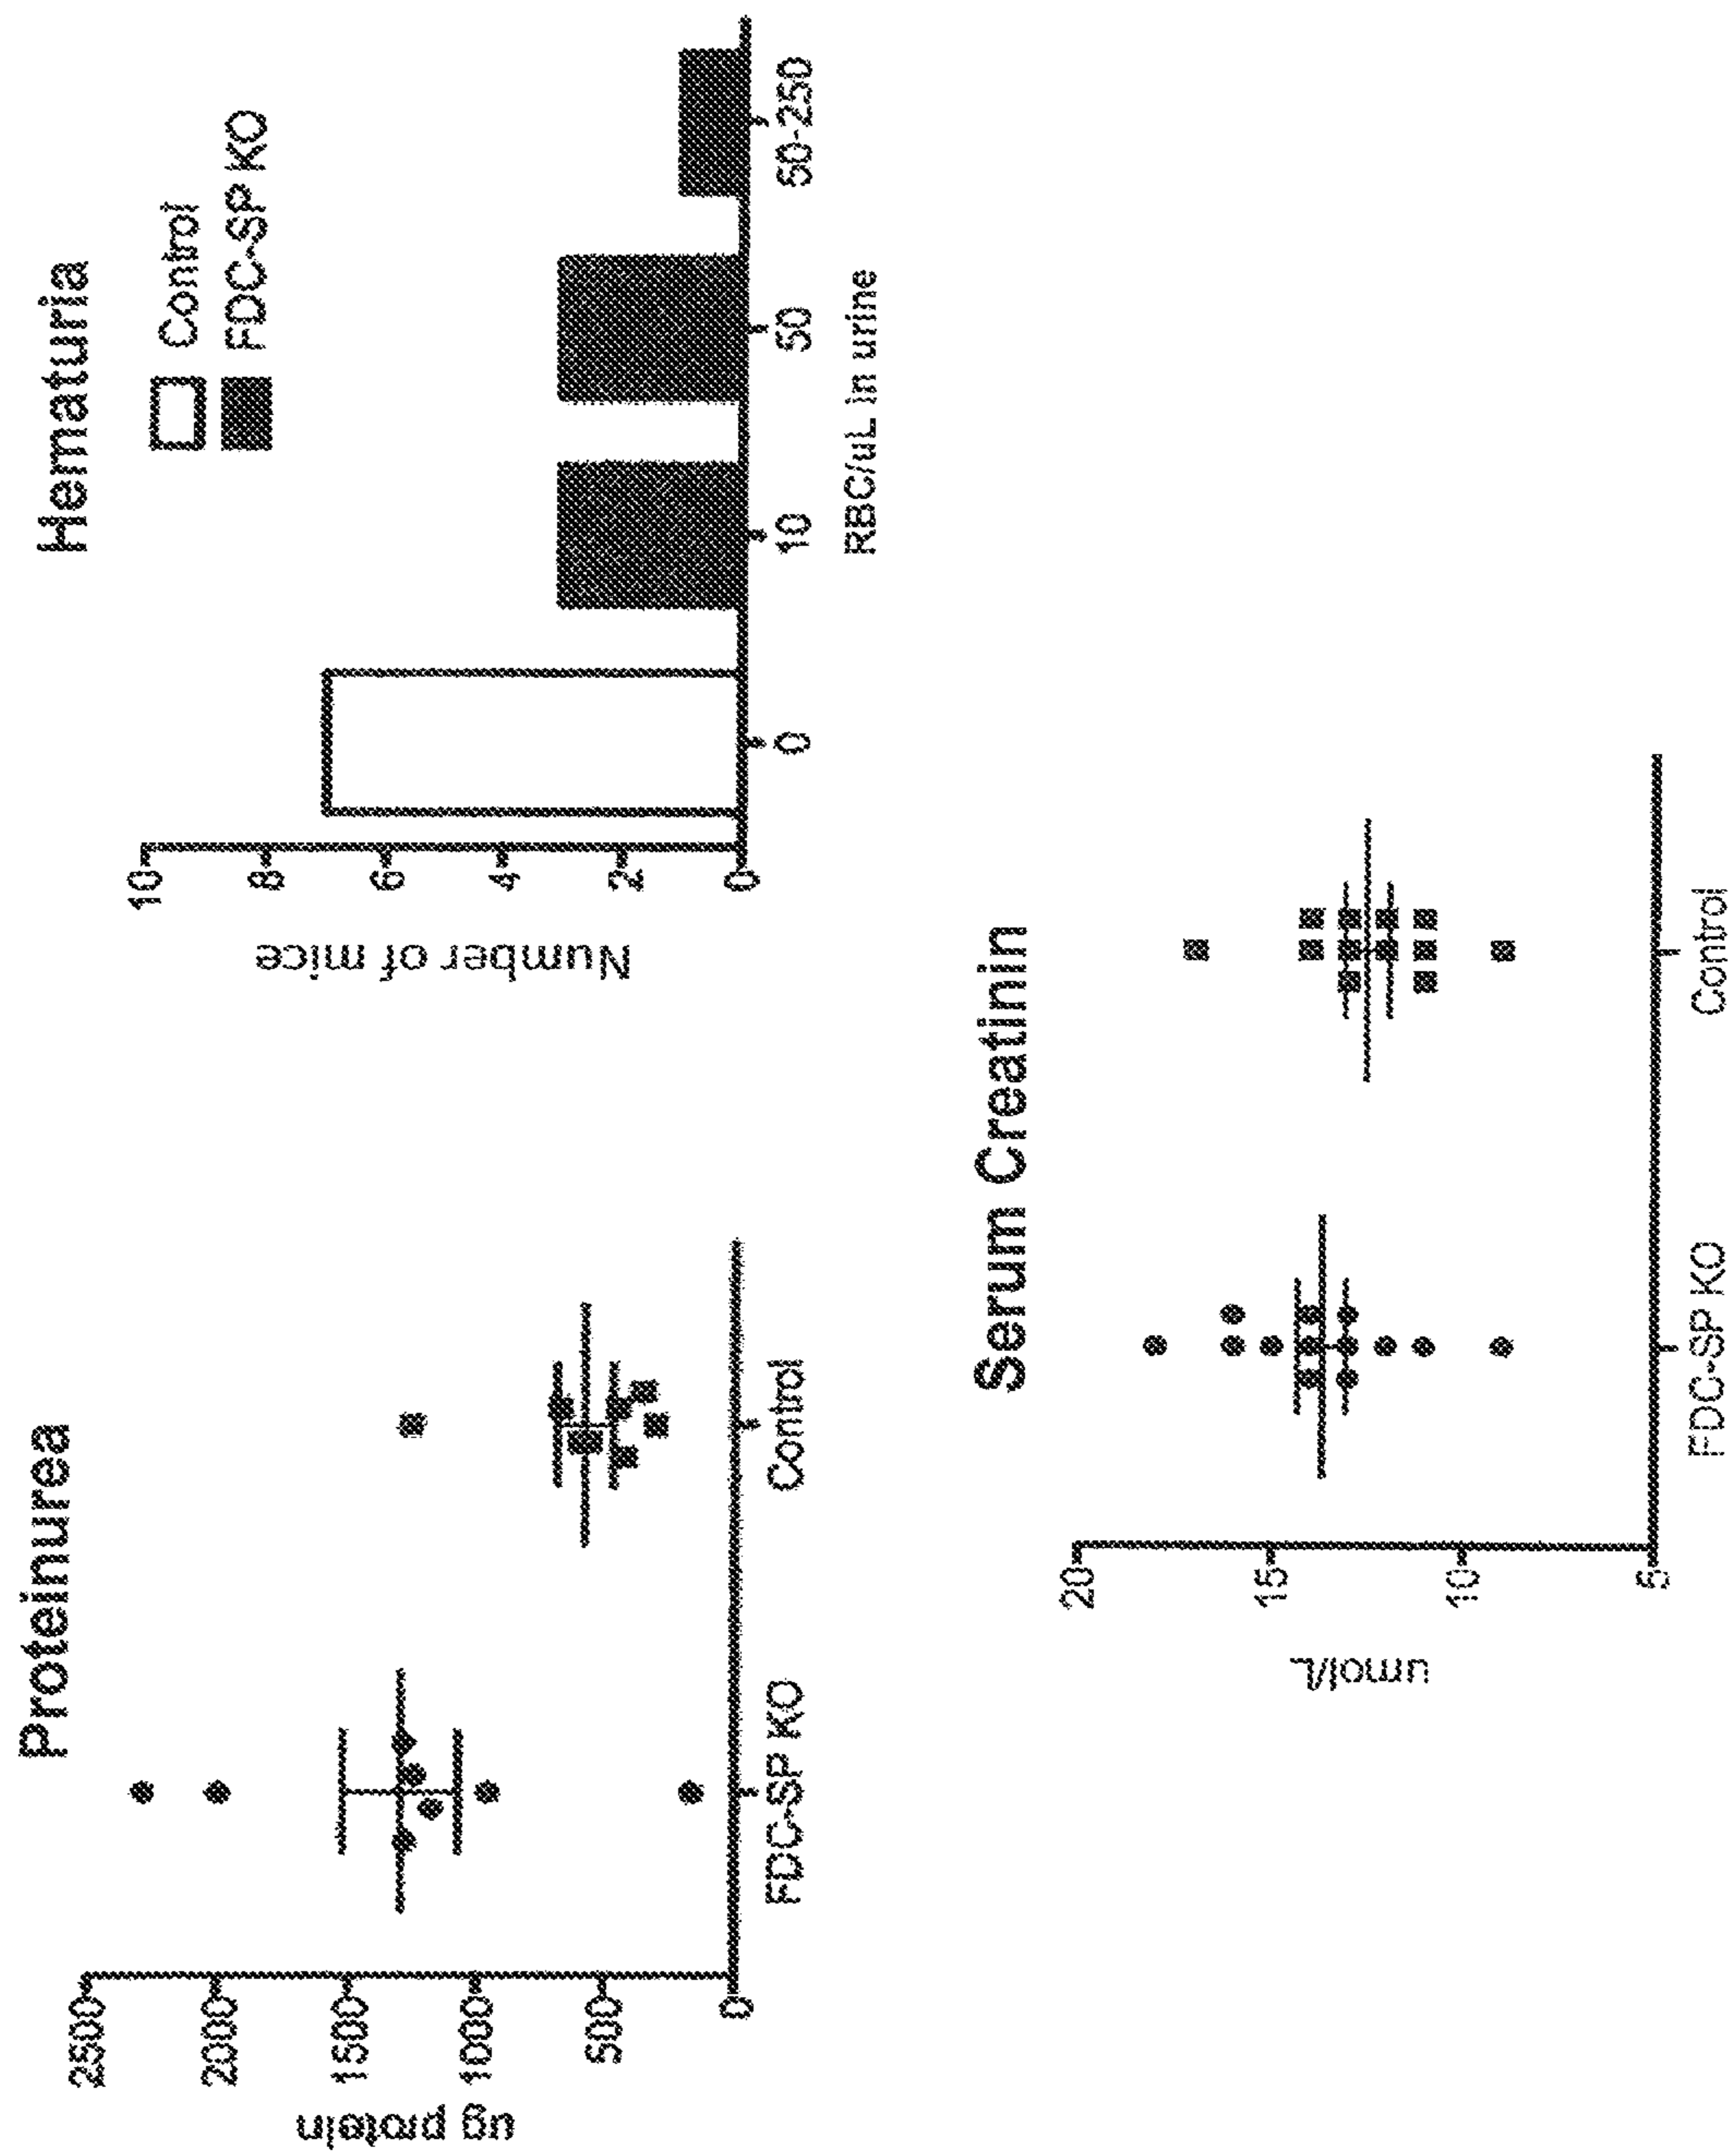 Proteinurea
ug protein
2500
2000
1500
1000
500
0
FDC-SP KO
Control
Hematuria
Control
FDC-SP KO
Number of mice
10
8
6
4
2
0
0
10
50
50-250
RBC/uL in urine
Serum Creatinin
umol/L
20
15
10
5
FDC-SP KO
Control